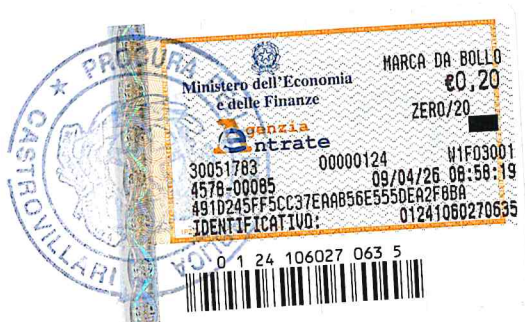 PROCURA
CASTROVILLARI
Ministero dell'Economia
e delle Finanze
MARCA DA BOLLO
€0,20
ZERO/20
Agenzia
Entrate
30051783 00000124 W1F03001
4578-00085 09/04/26 08:58:19
491D245FF5CC37EAAB56E555DEA2F8BA
IDENTIFICATIVO: 01241060270635
0 1 24 106027 063 5